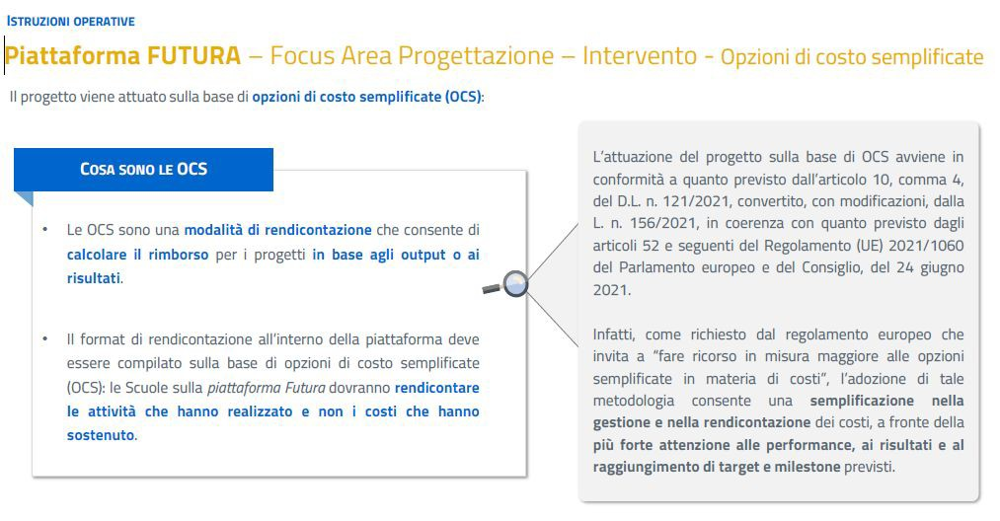 ISTRUZIONI OPERATIVE
Piattaforma FUTURA – Focus Area Progettazione – Intervento - Opzioni di costo semplificate
Il progetto viene attuato sulla base di opzioni di costo semplificate (OCS):
COSA SONO LE OCS
• Le OCS sono una modalità di rendicontazione che consente di
calcolare il rimborso per i progetti in base agli output o ai
risultati.
• Il format di rendicontazione all’interno della piattaforma deve
essere compilato sulla base di opzioni di costo semplificate
(OCS): le Scuole sulla piattaforma Futura dovranno rendicontare
le attività che hanno realizzato e non i costi che hanno
sostenuto.
L’attuazione del progetto sulla base di OCS avviene in
conformità a quanto previsto dall’articolo 10, comma 4,
del D.L. n. 121/2021, convertito, con modificazioni, dalla
L. n. 156/2021, in coerenza con quanto previsto dagli
articoli 52 e seguenti del Regolamento (UE) 2021/1060
del Parlamento europeo e del Consiglio, del 24 giugno
2021.
Infatti, come richiesto dal regolamento europeo che
invita a “fare ricorso in misura maggiore alle opzioni
semplificate in materia di costi”, l’adozione di tale
metodologia consente una semplificazione nella
gestione e nella rendicontazione dei costi, a fronte della
più forte attenzione alle performance, ai risultati e al
raggiungimento di target e milestone previsti.